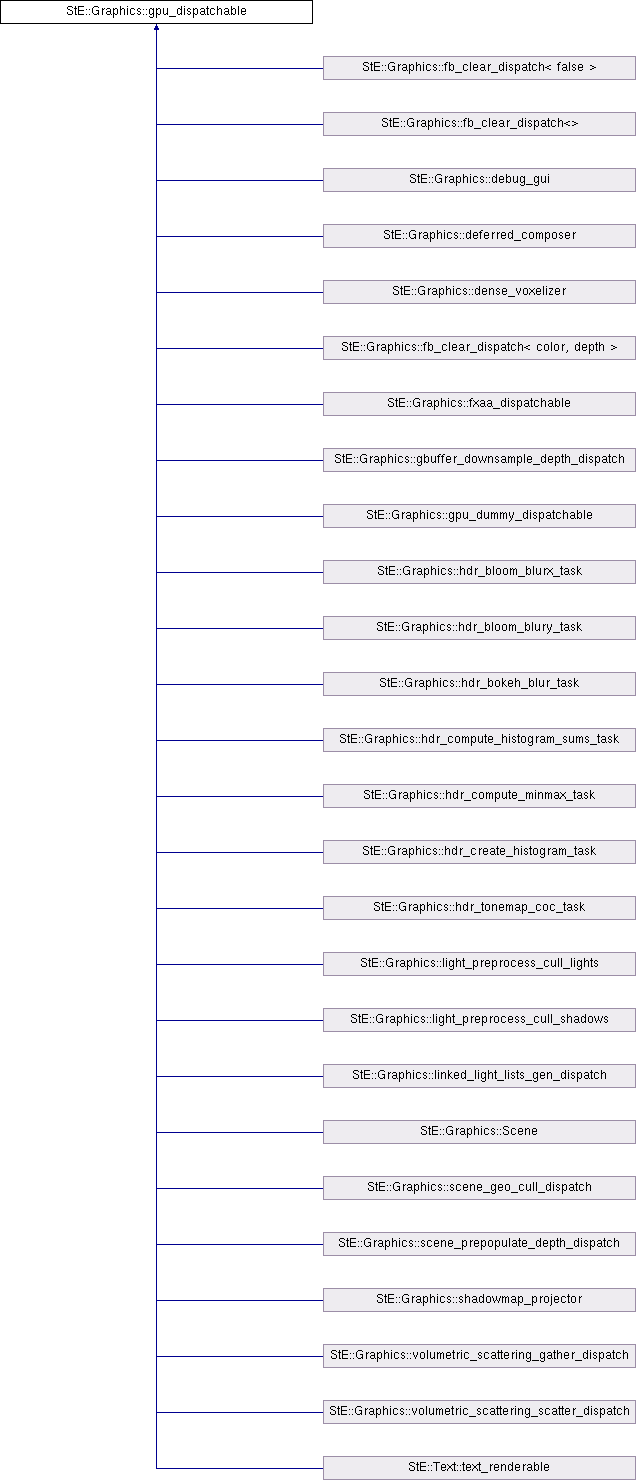 StE::Graphics::gpu_dispatchable
StE::Graphics::fb_clear_dispatch< false >
StE::Graphics::fb_clear_dispatch<>
StE::Graphics::debug_gui
StE::Graphics::deferred_composer
StE::Graphics::dense_voxelizer
StE::Graphics::fb_clear_dispatch< color, depth >
StE::Graphics::fxaa_dispatchable
StE::Graphics::gbuffer_downsample_depth_dispatch
StE::Graphics::gpu_dummy_dispatchable
StE::Graphics::hdr_bloom_blurx_task
StE::Graphics::hdr_bloom_blury_task
StE::Graphics::hdr_bokeh_blur_task
StE::Graphics::hdr_compute_histogram_sums_task
StE::Graphics::hdr_compute_minmax_task
StE::Graphics::hdr_create_histogram_task
StE::Graphics::hdr_tonemap_coc_task
StE::Graphics::light_preprocess_cull_lights
StE::Graphics::light_preprocess_cull_shadows
StE::Graphics::linked_light_lists_gen_dispatch
StE::Graphics::Scene
StE::Graphics::scene_geo_cull_dispatch
StE::Graphics::scene_prepopulate_depth_dispatch
StE::Graphics::shadowmap_projector
StE::Graphics::volumetric_scattering_gather_dispatch
StE::Graphics::volumetric_scattering_scatter_dispatch
StE::Text::text_renderable